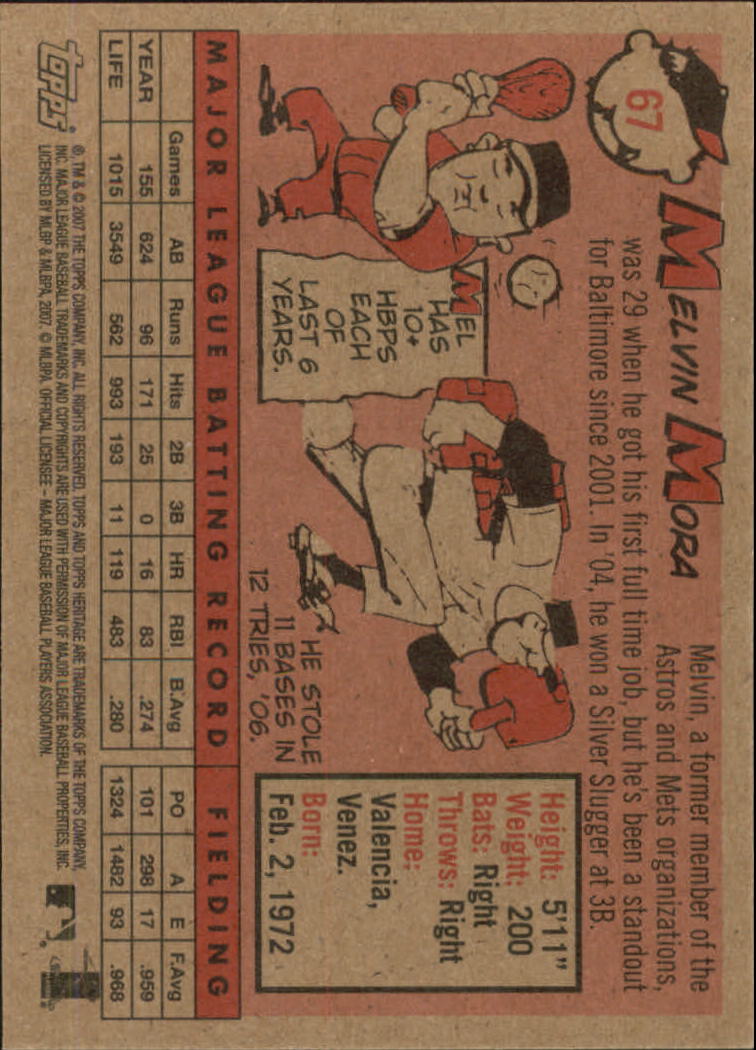 67
MELVIN MORA
Melvin, a former member of the
Astros and Mets organizations,
was 29 when he got his first full time job, but he's been a standout
for Baltimore since 2001. In '04, he won a Silver Slugger at 3B.
MEL
HAS
10+
HBPS
EACH
OF
LAST 6
YEARS.
HE STOLE
11 BASES IN
12 TRIES, '06.
Height: 5'11"
Weight: 200
Bats: Right
Throws: Right
Home:
Valencia,
Venez.
Born:
Feb. 2, 1972
MAJOR LEAGUE BATTING RECORD FIELDING
Games AB Runs Hits 2B 3B HR RBI B.Avg PO A E F.Avg
YEAR 155 624 96 171 25 0 16 83 .274 101 298 17 .959
LIFE 1015 3549 562 993 193 11 119 483 .280 1324 1482 93 .968
topps
®, TM & © 2007 THE TOPPS COMPANY, INC. ALL RIGHTS RESERVED. TOPPS AND TOPPS HERITAGE ARE TRADEMARKS OF THE TOPPS COMPANY,
INC. MAJOR LEAGUE BASEBALL TRADEMARKS AND COPYRIGHTS ARE USED WITH PERMISSION OF MAJOR LEAGUE BASEBALL PROPERTIES, INC.
LICENSED BY MLBP & MLBPA, 2007. © MLBPA. OFFICIAL LICENSEE – MAJOR LEAGUE BASEBALL PLAYERS ASSOCIATION.